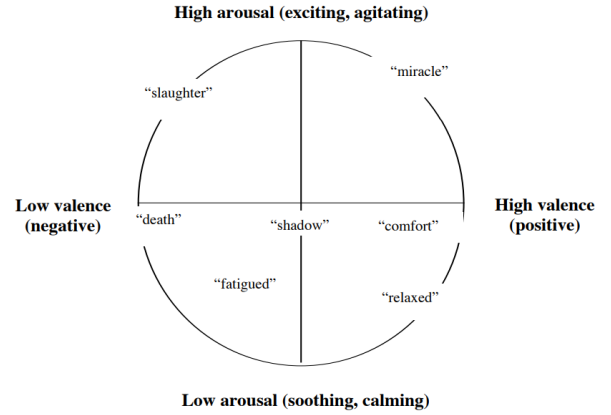 High arousal (exciting, agitating)
“miracle”
“slaughter”
Low valence
(negative)
High valence
(positive)
“death”
“shadow”
“comfort”
“fatigued”
“relaxed”
Low arousal (soothing, calming)